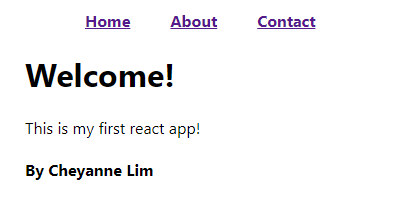 Home About Contact
Welcome!
This is my first react app!
By Cheyanne Lim